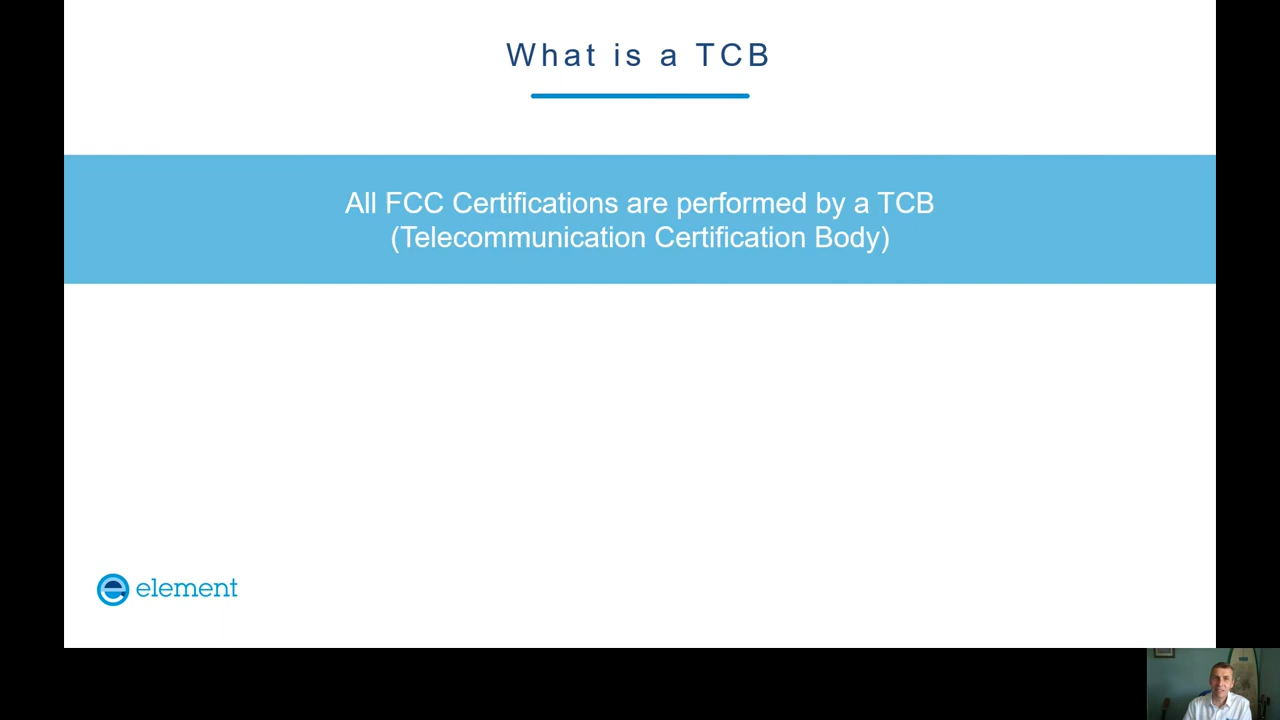 What is a TCB
All FCC Certifications are performed by a TCB
(Telecommunication Certification Body)
element